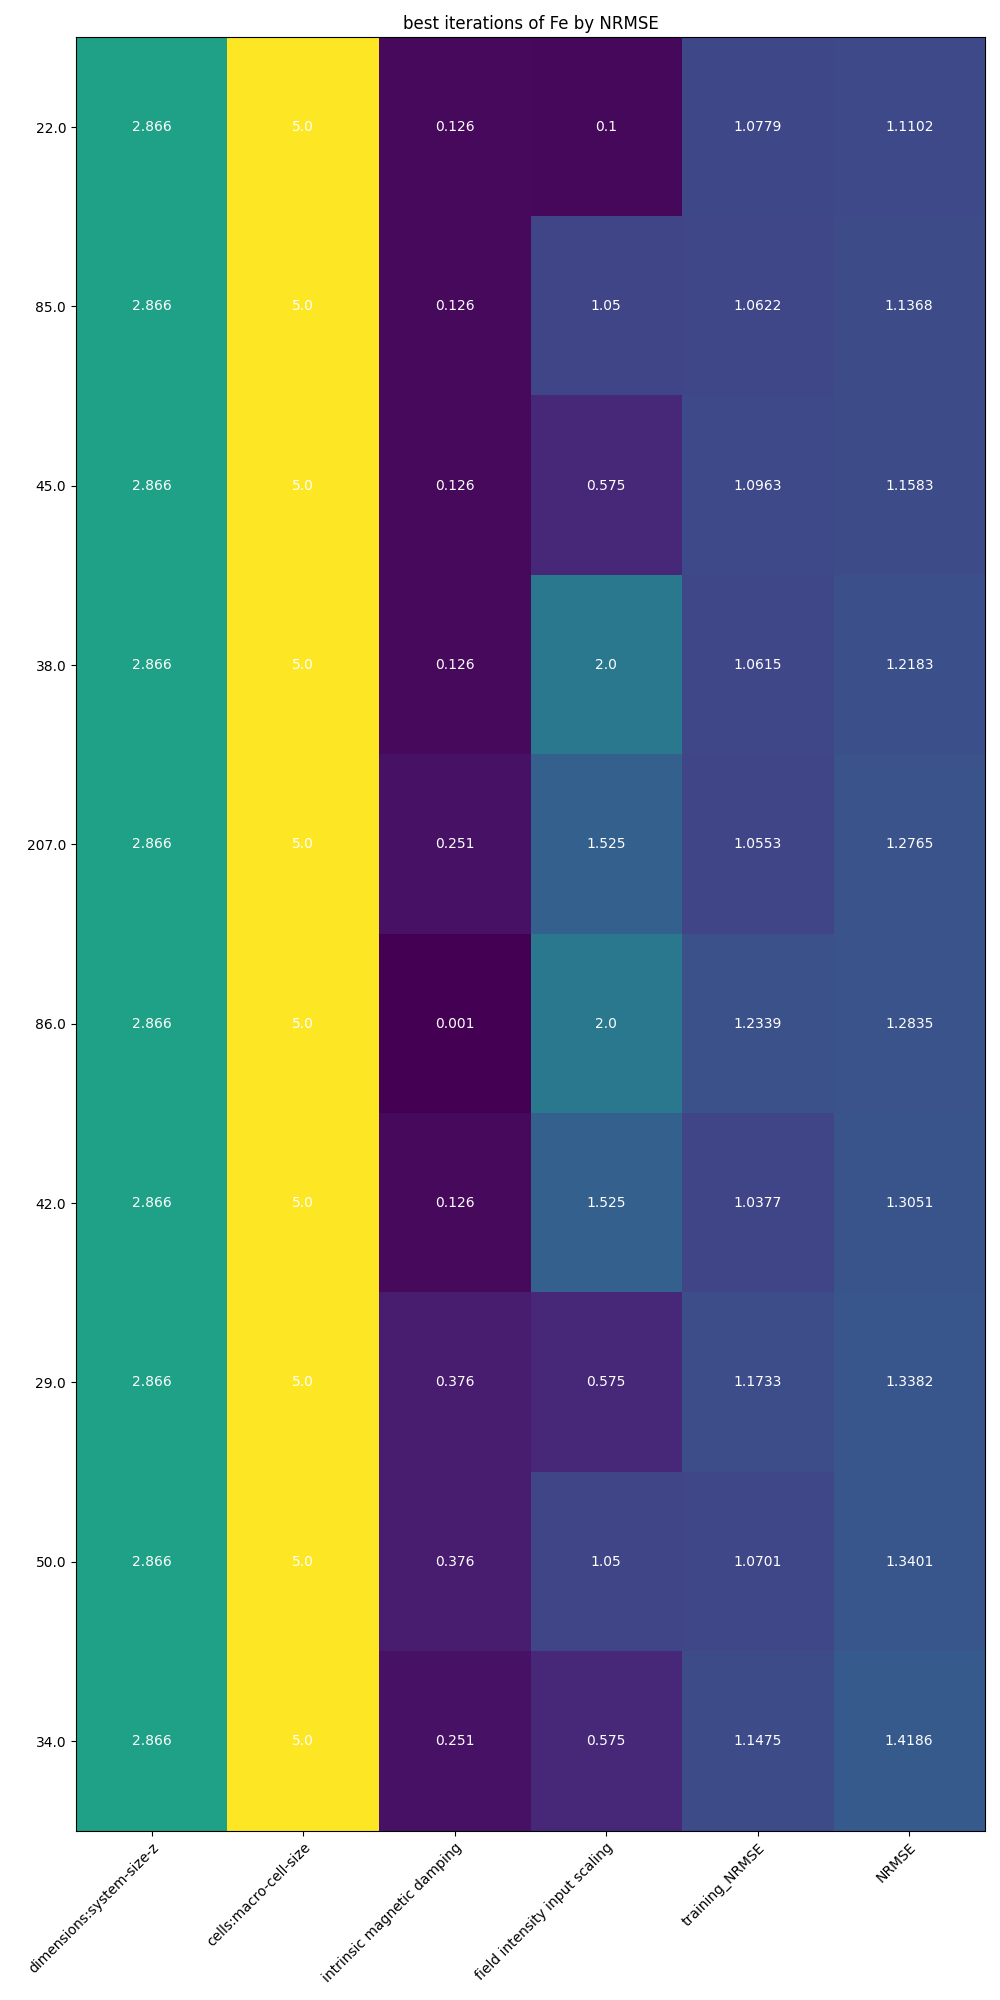 best iterations of Fe by NRMSE
22.0 2.866 5.0 0.126 0.1 1.0779 1.1102
85.0 2.866 5.0 0.126 1.05 1.0622 1.1368
45.0 2.866 5.0 0.126 0.575 1.0963 1.1583
38.0 2.866 5.0 0.126 2.0 1.0615 1.2183
207.0 2.866 5.0 0.251 1.525 1.0553 1.2765
86.0 2.866 5.0 0.001 2.0 1.2339 1.2835
42.0 2.866 5.0 0.126 1.525 1.0377 1.3051
29.0 2.866 5.0 0.376 0.575 1.1733 1.3382
50.0 2.866 5.0 0.376 1.05 1.0701 1.3401
34.0 2.866 5.0 0.251 0.575 1.1475 1.4186
dimensions:system-size-z
cells:macro-cell-size
intrinsic magnetic damping
field intensity input scaling
training_NRMSE
NRMSE